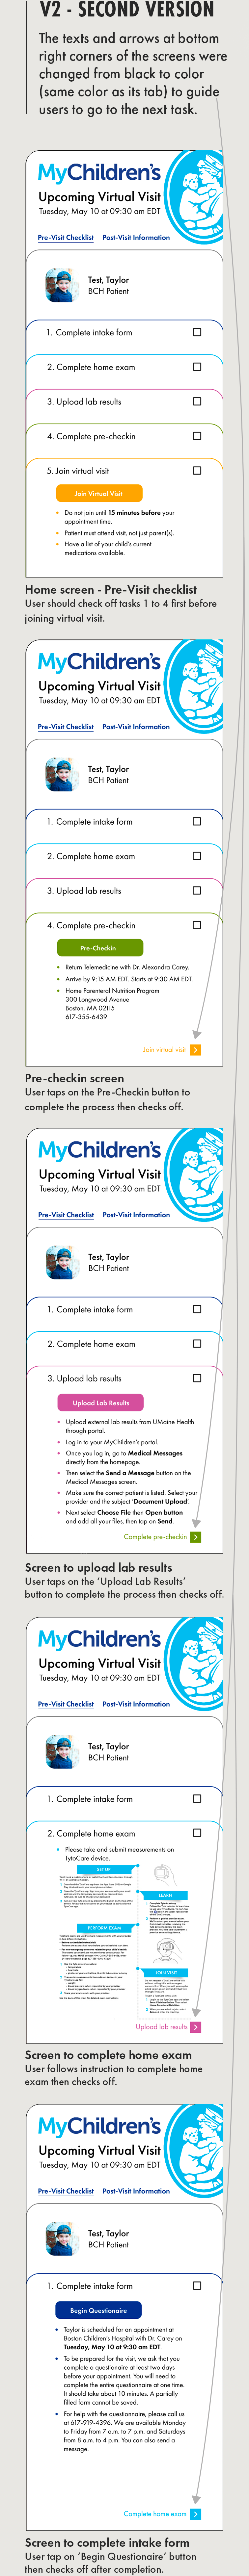 V2 - SECOND VERSION
The texts and arrows at bottom
right corners of the screens were
changed from black to color
(same color as its tab) to guide
users to go to the next task.
MyChildren's
Upcoming Virtual Visit
Tuesday, May 10 at 09:30 am EDT
Pre-Visit Checklist Post-Visit Information
Test, Taylor
BCH Patient
1. Complete intake form
2. Complete home exam
3. Upload lab results
4. Complete pre-checkin
5. Join virtual visit
Join Virtual Visit
• Do not join until 15 minutes before your
appointment time.
• Patient must attend visit, not just parent(s).
• Have a list of your child's current
medications available.
Home screen - Pre-Visit checklist
User should check off tasks 1 to 4 first before
joining virtual visit.
MyChildren's
Upcoming Virtual Visit
Tuesday, May 10 at 09:30 am EDT
Pre-Visit Checklist Post-Visit Information
Test, Taylor
BCH Patient
1. Complete intake form
2. Complete home exam
3. Upload lab results
4. Complete pre-checkin
Pre-Checkin
• Return Telemedicine with Dr. Alexandra Carey.
• Arrive by 9:15 AM EDT. Starts at 9:30 AM EDT.
• Home Parenteral Nutrition Program
300 Longwood Avenue
Boston, MA 02115
617-355-6439
Join virtual visit
Pre-checkin screen
User taps on the Pre-Checkin button to
complete the process then checks off.
MyChildren's
Upcoming Virtual Visit
Tuesday, May 10 at 09:30 am EDT
Pre-Visit Checklist Post-Visit Information
Test, Taylor
BCH Patient
1. Complete intake form
2. Complete home exam
3. Upload lab results
Upload Lab Results
• Upload external lab results from UMaine Health
through portal.
• Log in to your MyChildren's portal.
• Once you log in, go to Medical Messages
directly from the homepage.
• Then select the Send a Message button on the
Medical Messages screen.
• Make sure the correct patient is listed. Select your
provider and the subject 'Document Upload'.
• Next select Choose File then Open button
and add all your files, then tap on Send.
Complete pre-checkin
Screen to upload lab results
User taps on the 'Upload Lab Results'
button to complete the process then checks off.
MyChildren's
Upcoming Virtual Visit
Tuesday, May 10 at 09:30 am EDT
Pre-Visit Checklist Post-Visit Information
Test, Taylor
BCH Patient
1. Complete intake form
2. Complete home exam
• Please take and submit measurements on
TytoCare device.
SET UP
LEARN
PERFORM EXAM
JOIN VISIT
Upload lab results
Screen to complete home exam
User follows instruction to complete home
exam then checks off.
MyChildren's
Upcoming Virtual Visit
Tuesday, May 10 at 09:30 am EDT
Pre-Visit Checklist Post-Visit Information
Test, Taylor
BCH Patient
1. Complete intake form
Begin Questionaire
• Taylor is scheduled for an appointment at
Boston Children's Hospital with Dr. Carey on
Tuesday, May 10 at 9:30 am EDT.
• To be prepared for the visit, we ask that you
complete a questionaire at least two days
before your appointment. You will need to
complete the entire questionaire at one time.
It should take about 10 minutes. A partially
filled form cannot be saved.
• For help with the questionaire, please call us
at 617-919-4396. We are available Monday
to Friday from 7 a.m. to 7 p.m. and Saturdays
from 8 a.m. to 4 p.m. You can also send a
message.
Complete home exam
Screen to complete intake form
User tap on 'Begin Questionaire' button
then checks off after completion.